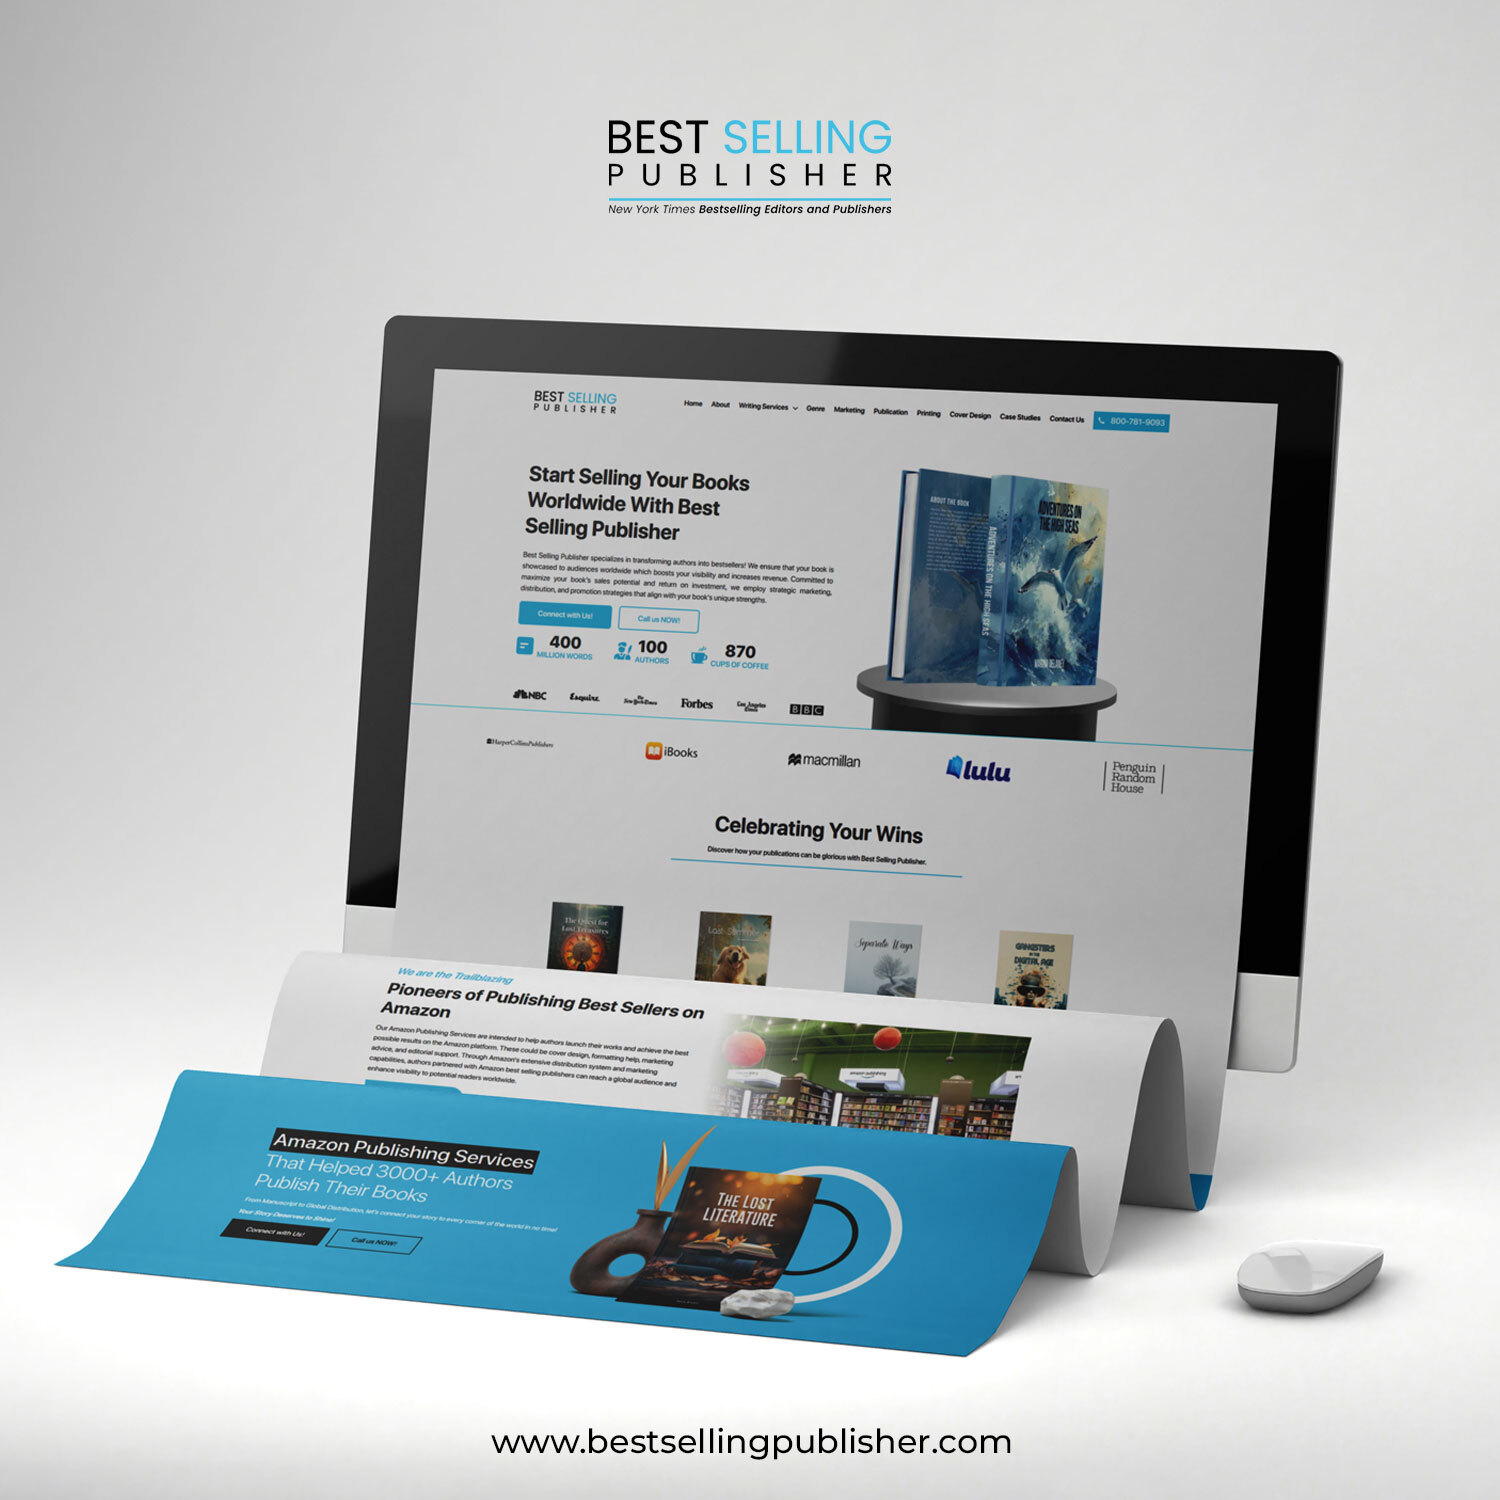 BEST SELLING
PUBLISHER
New York Times Bestselling Editors and Publishers
BEST SELLING
PUBLISHER
Home About Writing Services Genre Marketing Publication Printing Cover Design Case Studies Contact Us 800-781-9093
Start Selling Your Books
Worldwide With Best
Selling Publisher
Best Selling Publisher specializes in transforming authors into bestsellers! We ensure that your book is
showcased to audiences worldwide which boosts your visibility and increases revenue. Committed to
maximize your book's sales potential and return on investment, we employ strategic marketing,
distribution, and promotion strategies that align with your book's unique strengths.
Connect with Us! Call us NOW!
400
MILLION WORDS
100
AUTHORS
870
CUPS OF COFFEE
ABOUT THE BOOK
ADVENTURES ON THE HIGH SEAS
ADVENTURES ON
THE HIGH SEAS
NBC Esquire The New York Times Forbes Los Angeles Times BBC
HarperCollinsPublishers iBooks macmillan lulu
Penguin
Random
House
Celebrating Your Wins
Discover how your publications can be glorious with Best Selling Publisher.
The Quest for
Lost Treasures
Lost Summer
Separate Ways
GANGSTERS
IN THE
DIGITAL AGE
We are the Trailblazing
Pioneers of Publishing Best Sellers on
Amazon
Our Amazon Publishing Services are intended to help authors launch their works and achieve the best
possible results on the Amazon platform. These could be cover design, formatting help, marketing
advice, and editorial support. Through Amazon's extensive distribution system and marketing
capabilities, authors partnered with Amazon best selling publishers can reach a global audience and
enhance visibility to potential readers worldwide.
Amazon Publishing Services
That Helped 3000+ Authors
Publish Their Books
From Manuscript to Global Distribution, let's connect your story to every corner of the world in no time!
Your Story Deserves to Shine!
Connect with Us! Call us NOW!
THE LOST
LITERATURE
www.bestsellingpublisher.com